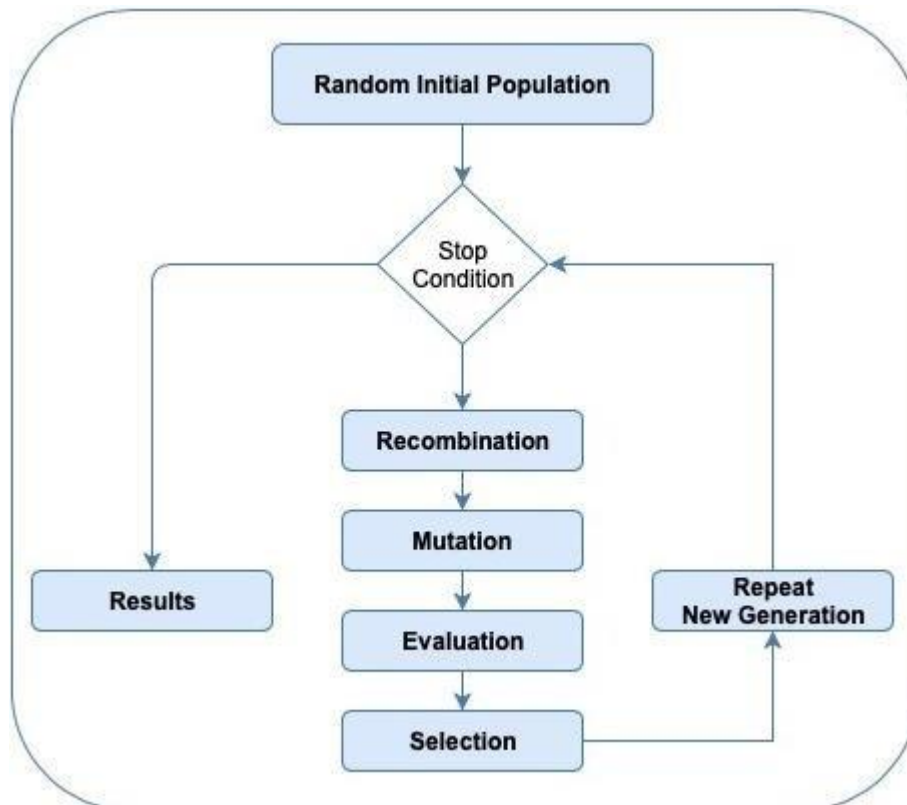 Random Initial Population
Stop
Condition
Recombination
Mutation
Results
Repeat
New Generation
Evaluation
Selection